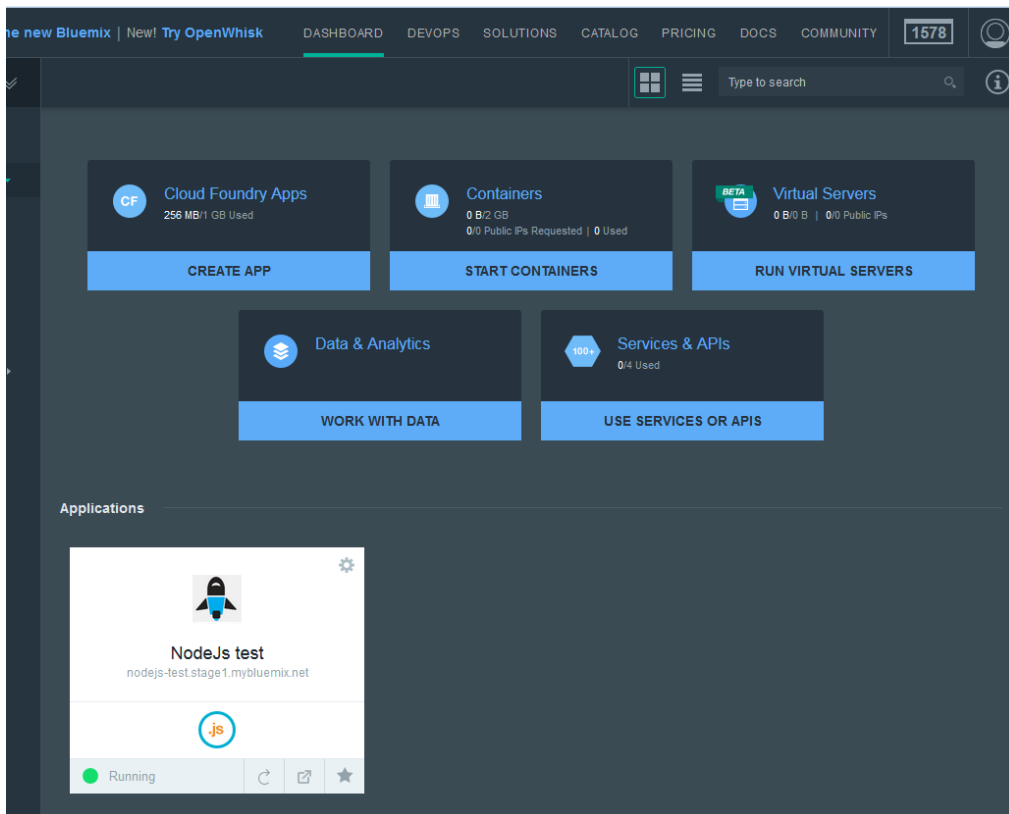 he new Bluemix | New! Try OpenWhisk DASHBOARD DEVOPS SOLUTIONS CATALOG PRICING DOCS COMMUNITY 1578
Type to search
Cloud Foundry Apps
256 MB/1 GB Used
CREATE APP
Containers
0 B/2 GB
0/0 Public IPs Requested | 0 Used
START CONTAINERS
BETA
Virtual Servers
0 B/0 B | 0/0 Public IPs
RUN VIRTUAL SERVERS
Data & Analytics
WORK WITH DATA
100+
Services & APIs
0/4 Used
USE SERVICES OR APIS
CF
Applications
NodeJs test
nodejs-test.stage1.mybluemix.net
.js
Running